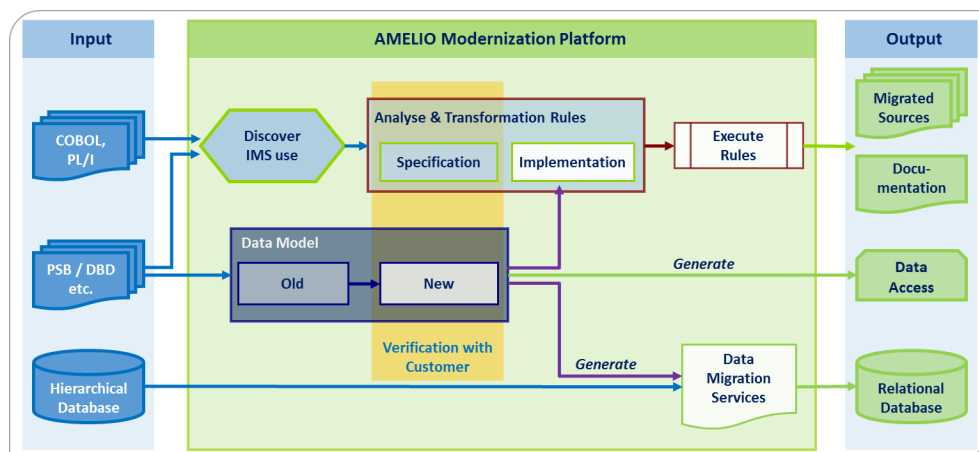 Input
AMELIO Modernization Platform
Output
COBOL,
PL/I
Discover
IMS use
Analyse & Transformation Rules
Specification
Implementation
Execute
Rules
Migrated
Sources
Docu-
mentation
PSB / DBD
etc.
Data Model
Old
New
Generate
Data
Access
Verification with
Customer
Hierarchical
Database
Generate
Data
Migration
Services
Relational
Database